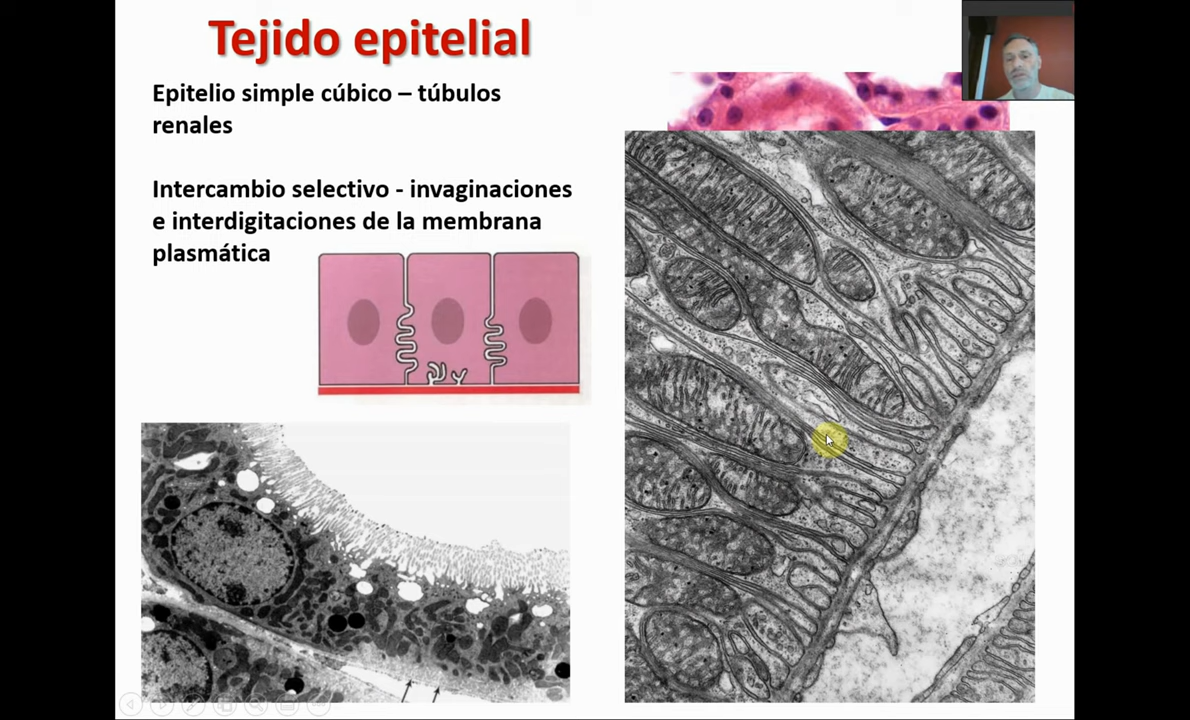 Tejido epitelial
Epitelio simple cúbico – túbulos
renales
Intercambio selectivo - invaginaciones
e interdigitaciones de la membrana
plasmática